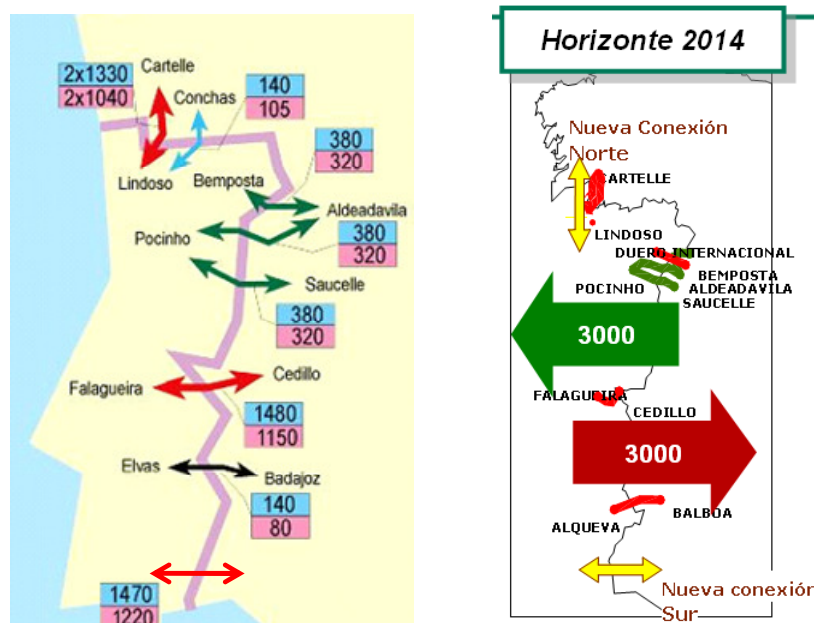 2x1330
2x1040
Cartelle
Conchas
140
105
Lindoso
Bemposta
380
320
Aldeadavila
Pocinho
380
320
Saucelle
380
320
Falagueira
Cedillo
1480
1150
Elvas
Badajoz
140
80
1470
1220
Horizonte 2014
Nueva Conexión
Norte
CARTELLE
LINDOSO
DUERO INTERNACIONAL
BEMPOSTA
POCINHO
ALDEADAVILA
SAUCELLE
3000
FALAGUEIRA
CEDILLO
3000
BALBOA
ALQUEVA
Nueva conexión
Sur